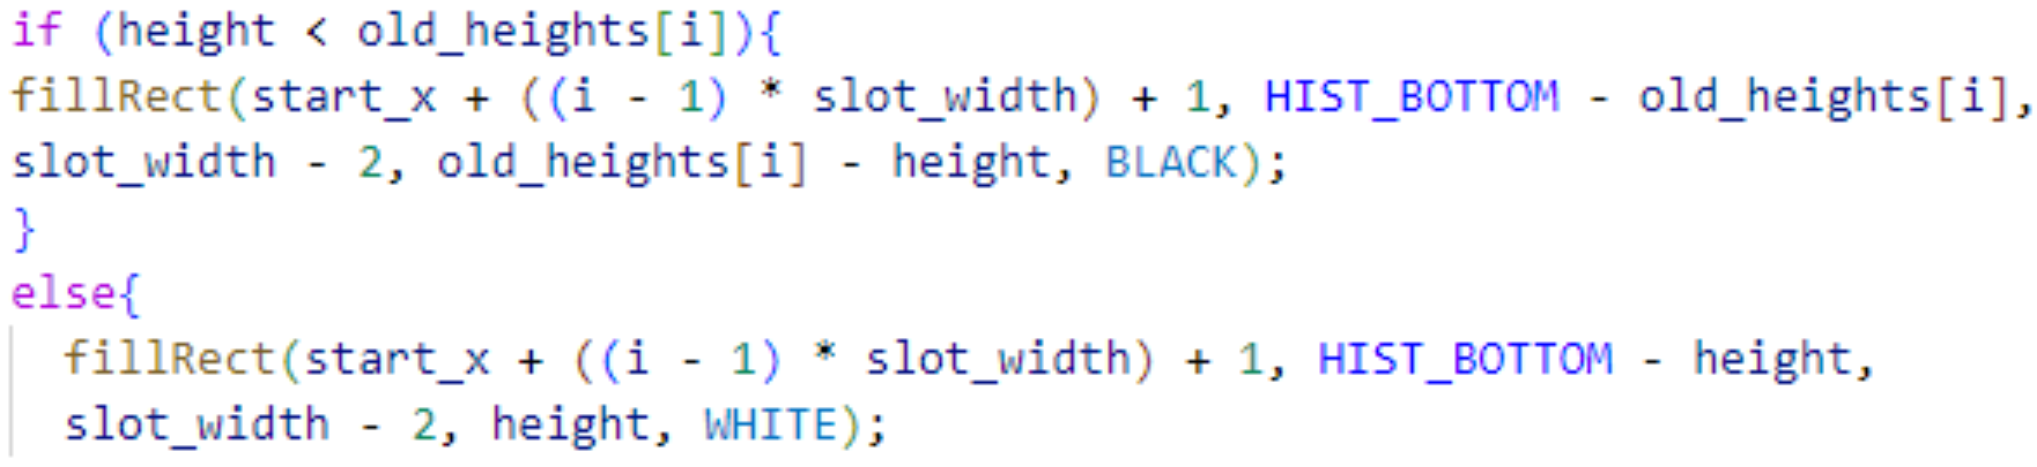 if (height < old_heights[i]){
fillRect(start_x + ((i - 1) * slot_width) + 1, HIST_BOTTOM - old_heights[i],
slot_width - 2, old_heights[i] - height, BLACK);
}
else{
fillRect(start_x + ((i - 1) * slot_width) + 1, HIST_BOTTOM - height,
slot_width - 2, height, WHITE);